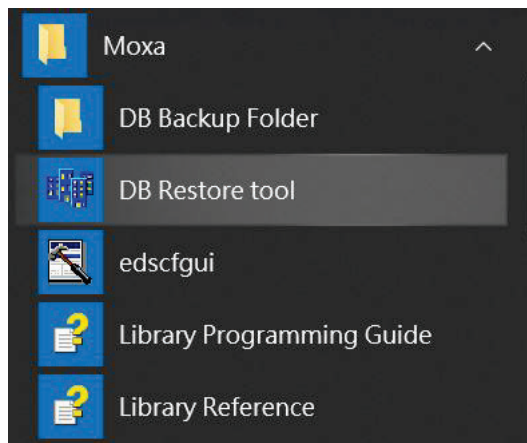 Moxa
DB Backup Folder
DB Restore tool
edscfgui
Library Programming Guide
Library Reference